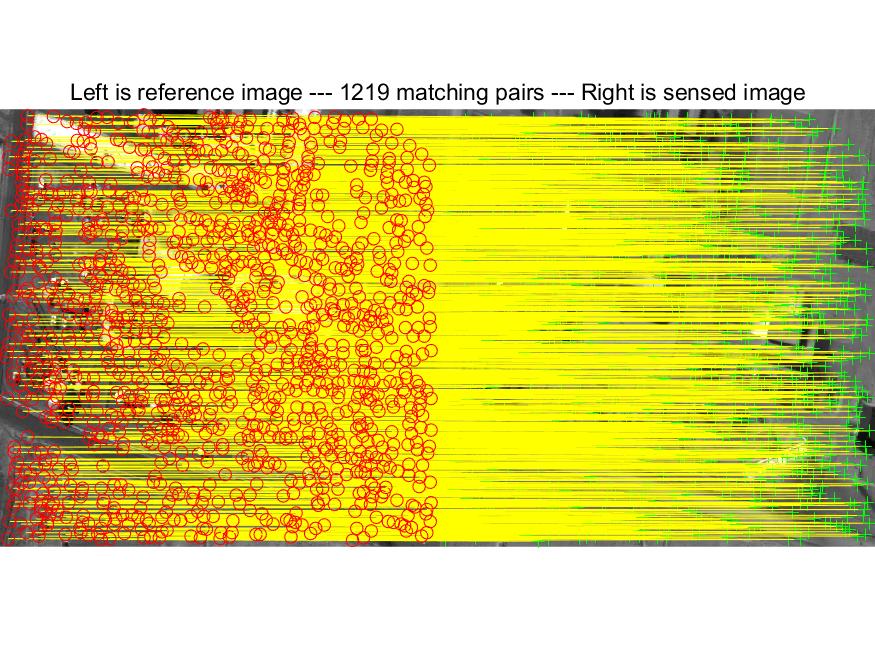 Left is reference image --- 1219 matching pairs --- Right is sensed image